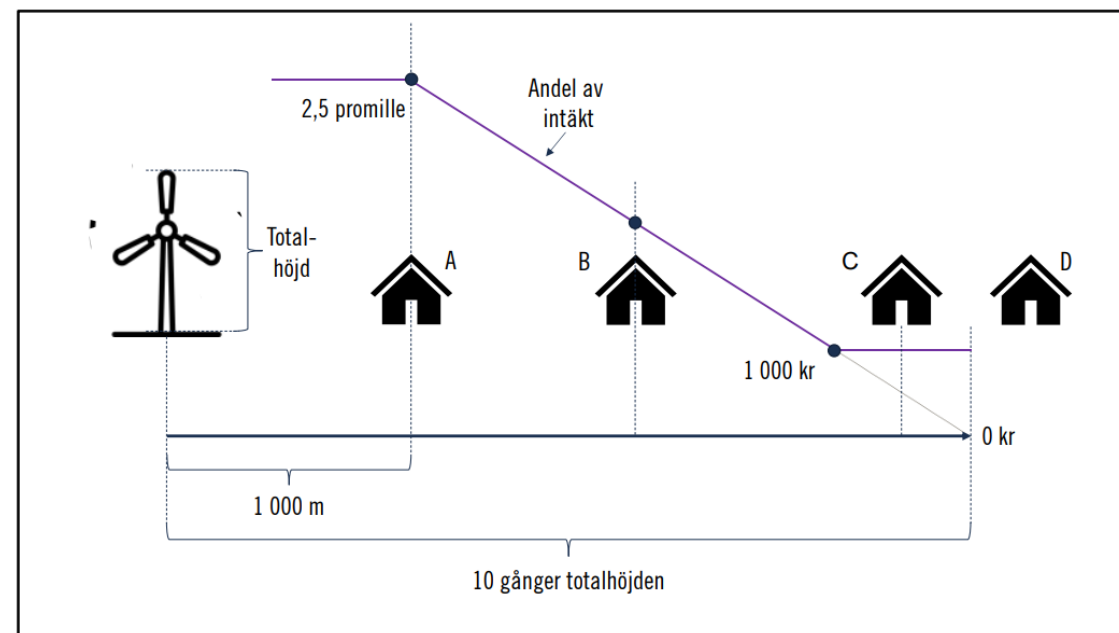 Andel av
intäkt
2,5 promille
Total-
höjd
A
B
C
D
1 000 kr
0 kr
1 000 m
10 gånger totalhöjden